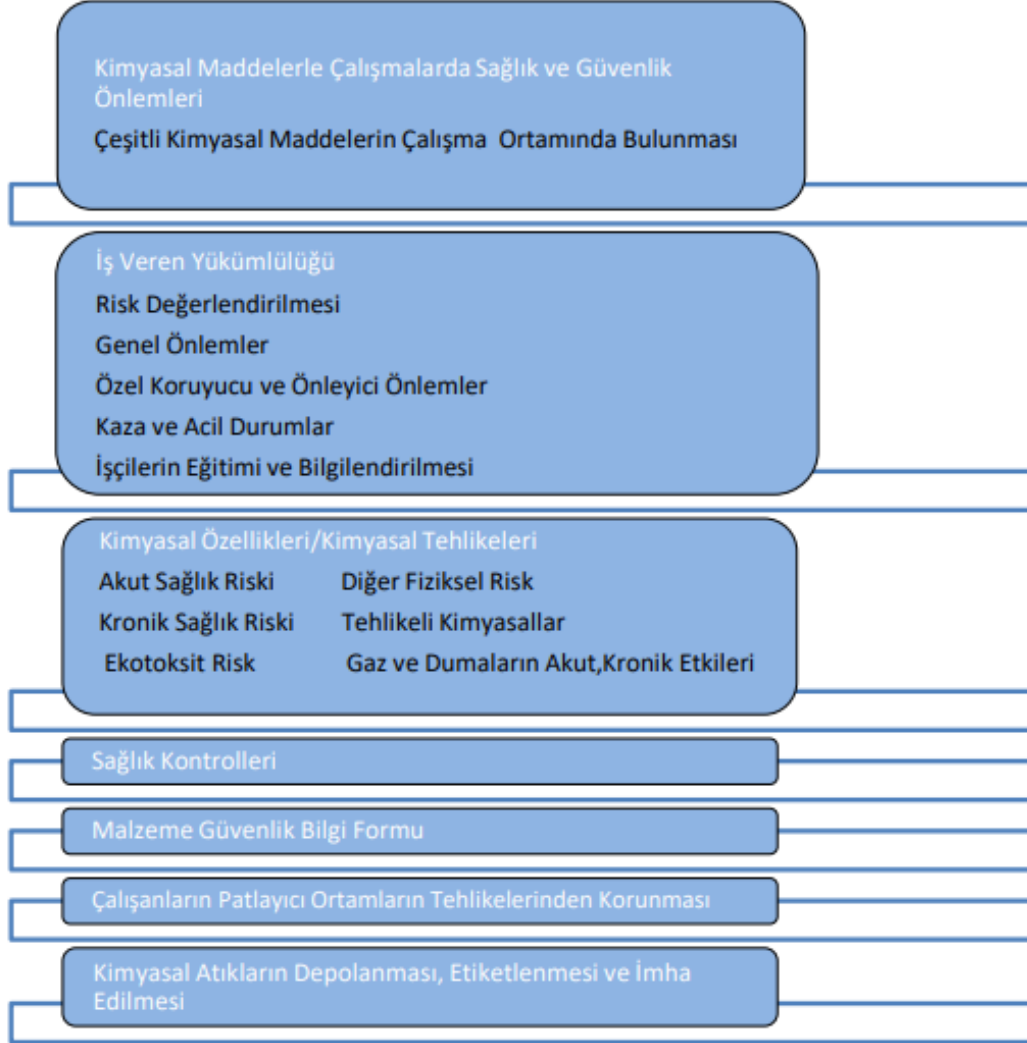 Kimyasal Maddelerle Çalışmalarda Sağlık ve Güvenlik
Önlemleri
Çeşitli Kimyasal Maddelerin Çalışma Ortamında Bulunması
İş Veren Yükümlülüğü
Risk Değerlendirilmesi
Genel Önlemler
Özel Koruyucu ve Önleyici Önlemler
Kaza ve Acil Durumlar
İşçilerin Eğitimi ve Bilgilendirilmesi
Kimyasal Özellikleri/Kimyasal Tehlikeleri
Akut Sağlık Riski Diğer Fiziksel Risk
Kronik Sağlık Riski Tehlikeli Kimyasallar
Ekotoksit Risk Gaz ve Dumaların Akut,Kronik Etkileri
Sağlık Kontrolleri
Malzeme Güvenlik Bilgi Formu
Çalışanların Patlayıcı Ortamların Tehlikelerinden Korunması
Kimyasal Atıkların Depolanması, Etiketlenmesi ve İmha
Edilmesi